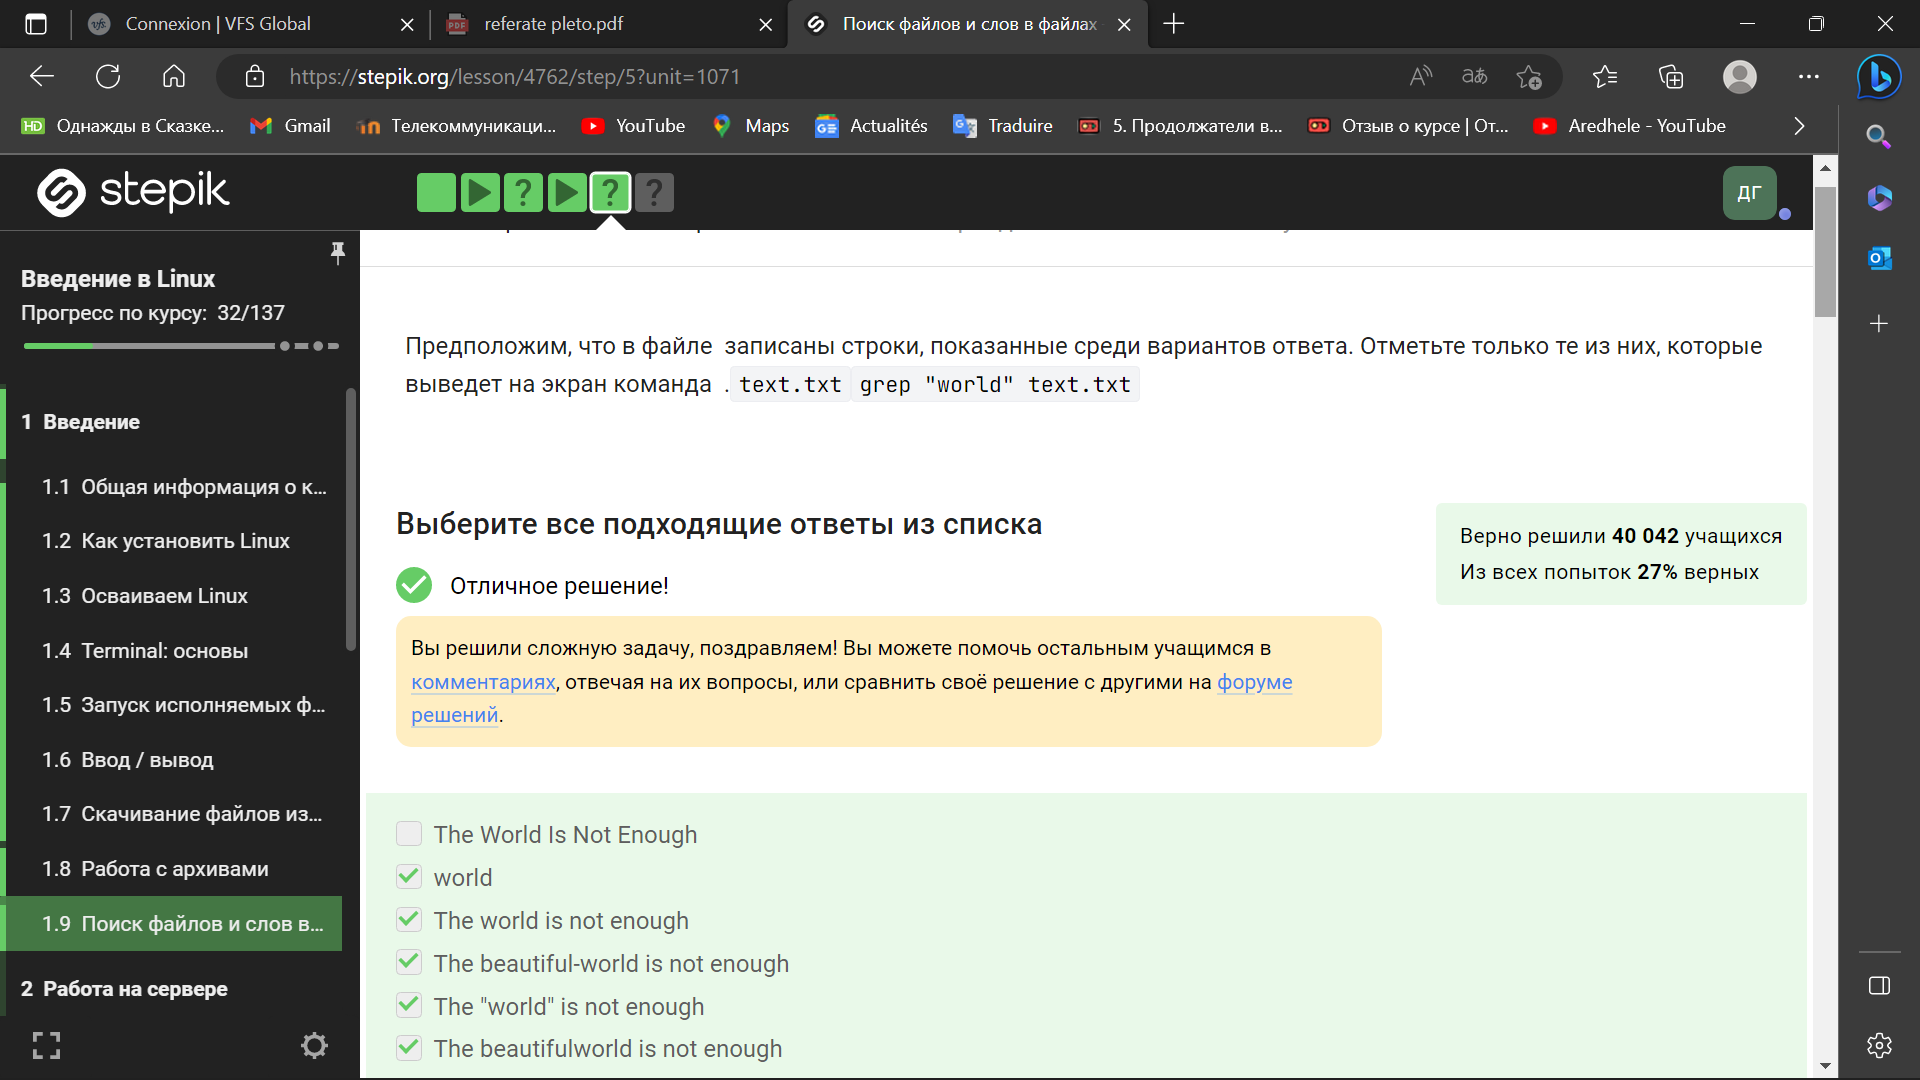 Connexion | VFS Global
referate pleto.pdf
Поиск файлов и слов в файлах
https://stepik.org/lesson/4762/step/5?unit=1071
Однажды в Сказке...
Gmail
Телекоммуникаци...
YouTube
Maps
Actualités
Traduire
5. Продолжатели в...
Отзыв о курсе | От...
Aredhele - YouTube
stepik
ДГ
Введение в Linux
Прогресс по курсу: 32/137
1 Введение
1.1 Общая информация о к...
1.2 Как установить Linux
1.3 Осваиваем Linux
1.4 Terminal: основы
1.5 Запуск исполняемых ф...
1.6 Ввод / вывод
1.7 Скачивание файлов из...
1.8 Работа с архивами
1.9 Поиск файлов и слов в...
2 Работа на сервере
Предположим, что в файле записаны строки, показанные среди вариантов ответа. Отметьте только те из них, которые
выведет на экран команда . text.txt grep "world" text.txt
Выберите все подходящие ответы из списка
Верно решили 40 042 учащихся
Из всех попыток 27% верных
Отличное решение!
Вы решили сложную задачу, поздравляем! Вы можете помочь остальным учащимся в
комментариях, отвечая на их вопросы, или сравнить своё решение с другими на форуме
решений.
The World Is Not Enough
world
The world is not enough
The beautiful-world is not enough
The "world" is not enough
The beautifulworld is not enough